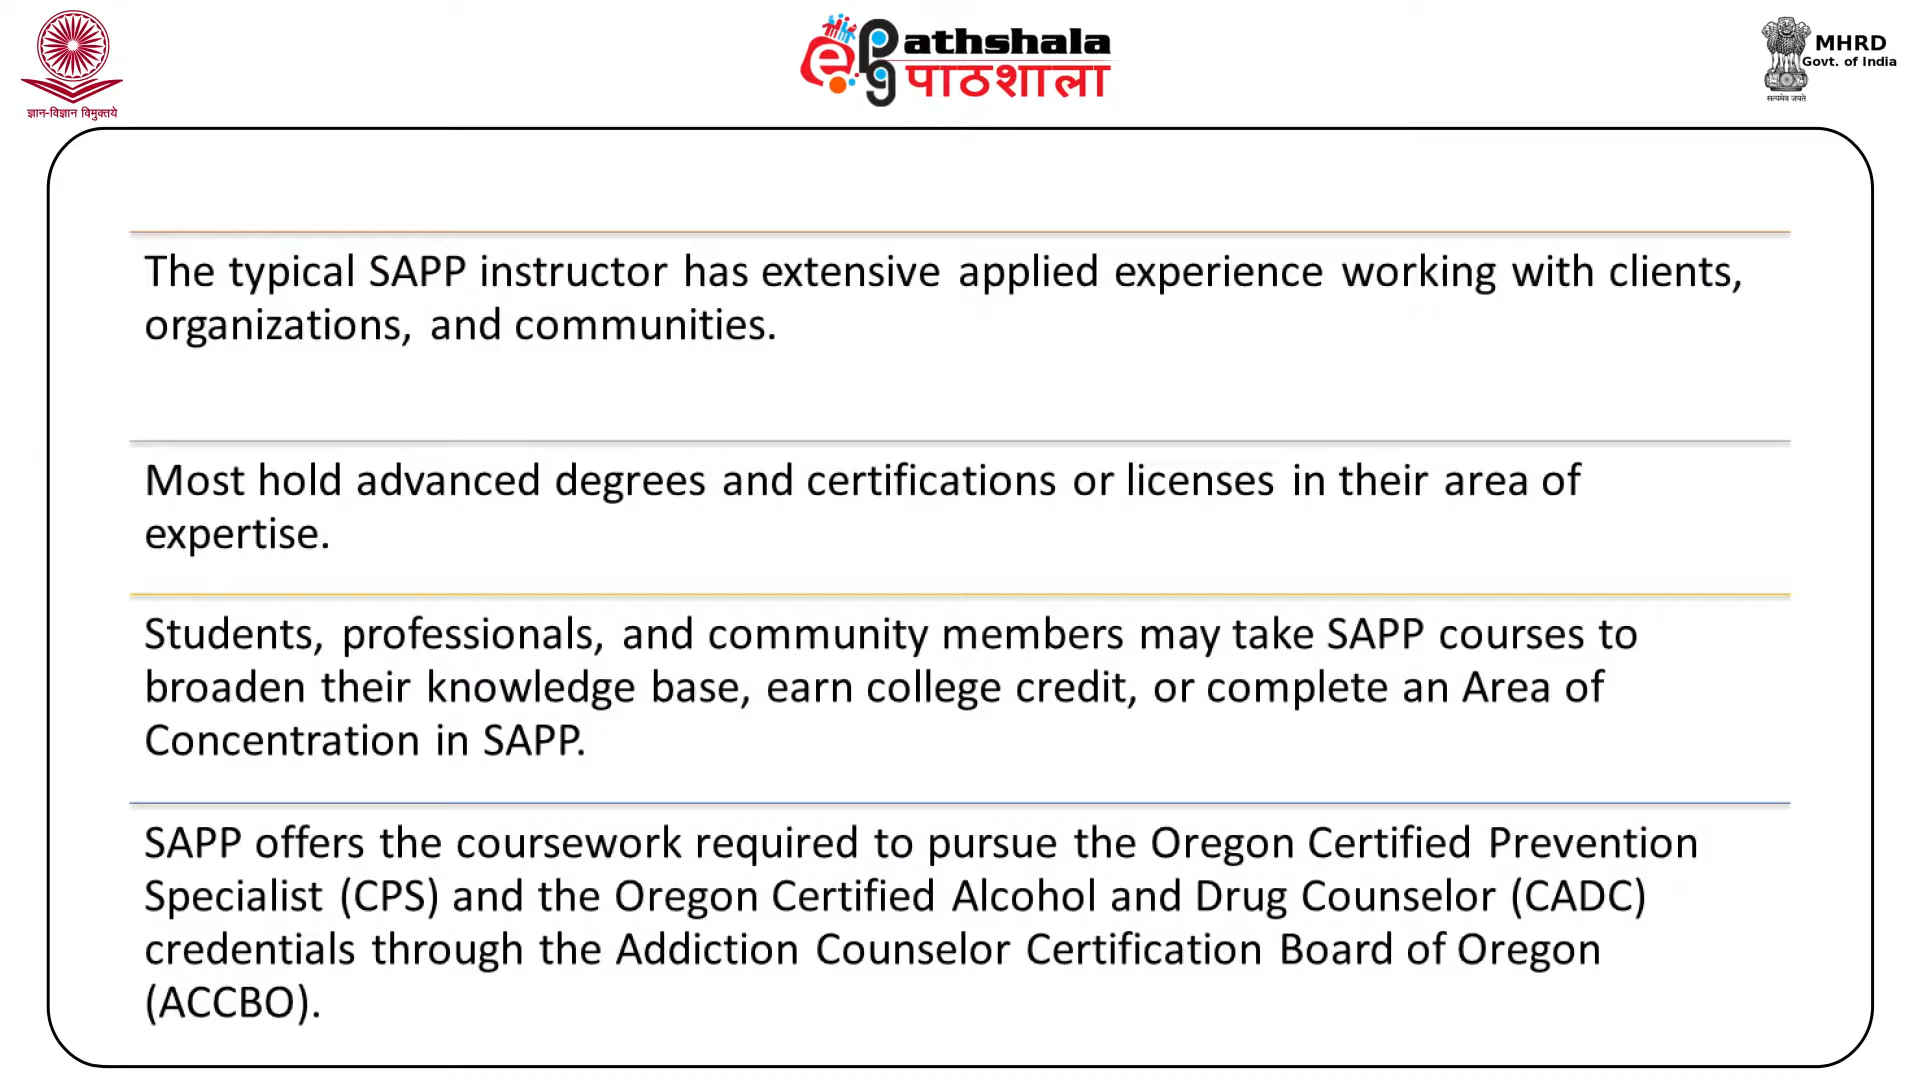 ज्ञान-विज्ञान विमुक्तये
e PG Pathshala
पाठशाला
MHRD
Govt. of India
सत्यमेव जयते
The typical SAPP instructor has extensive applied experience working with clients,
organizations, and communities.
Most hold advanced degrees and certifications or licenses in their area of
expertise.
Students, professionals, and community members may take SAPP courses to
broaden their knowledge base, earn college credit, or complete an Area of
Concentration in SAPP.
SAPP offers the coursework required to pursue the Oregon Certified Prevention
Specialist (CPS) and the Oregon Certified Alcohol and Drug Counselor (CADC)
credentials through the Addiction Counselor Certification Board of Oregon
(ACCBO).